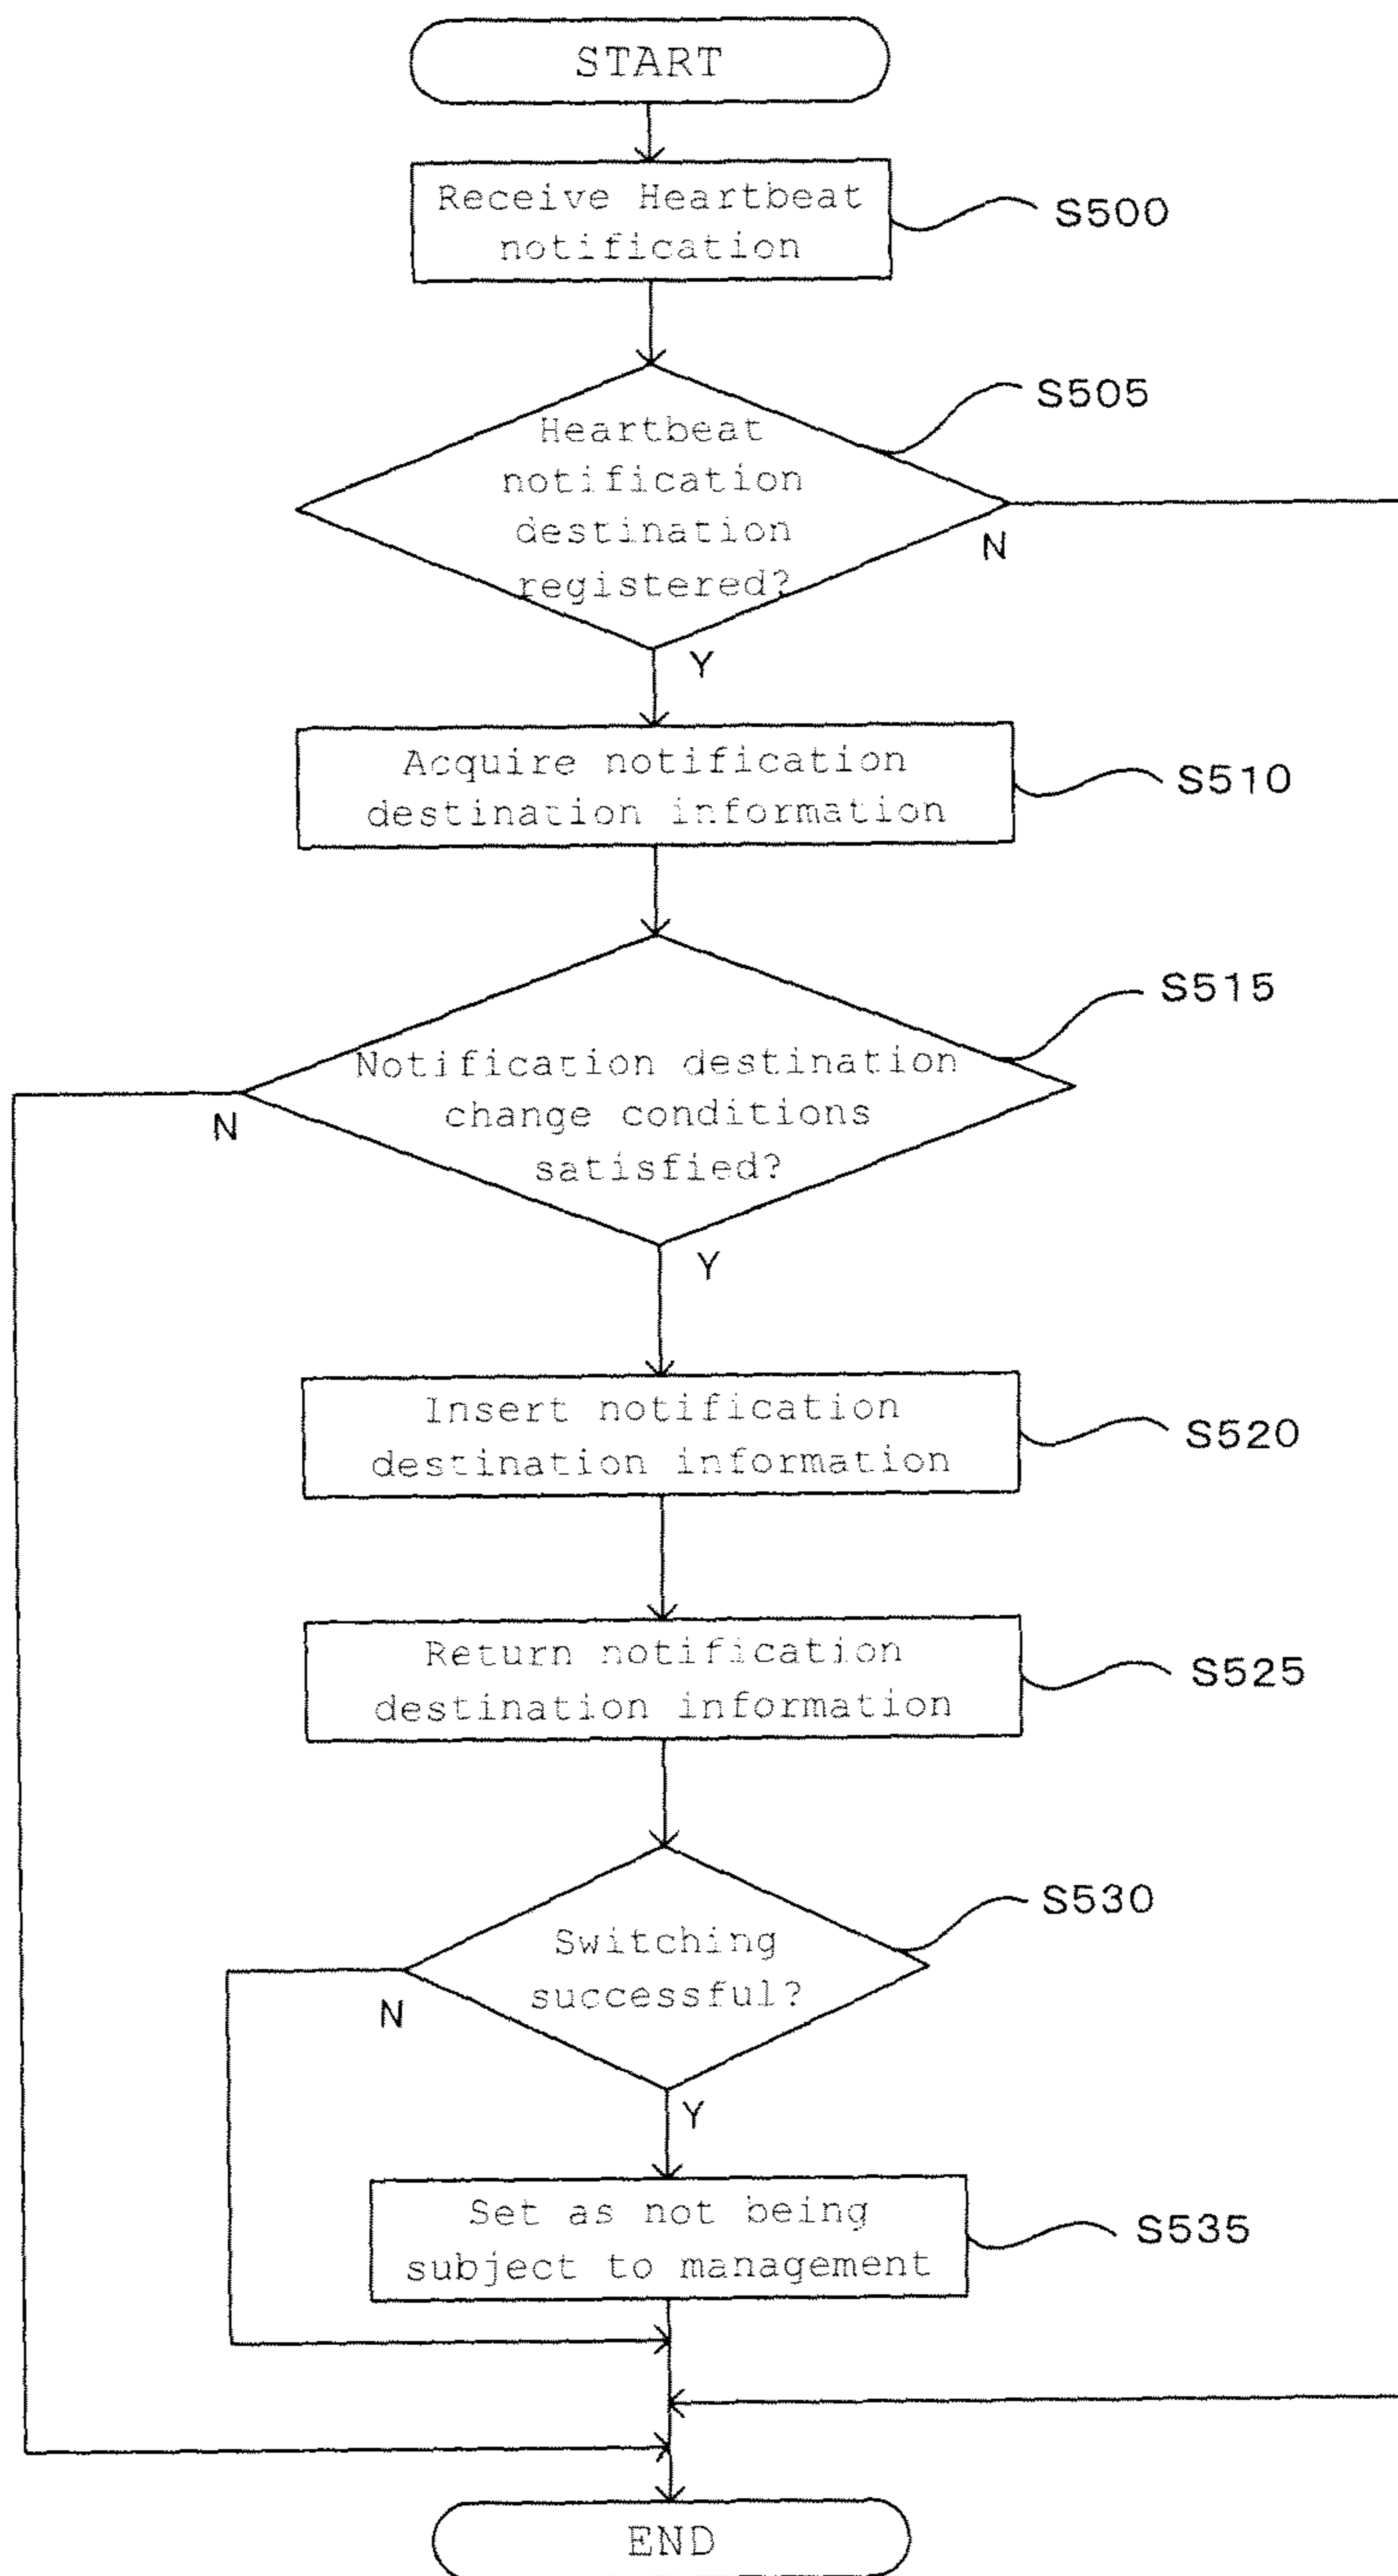 START
Receive Heartbeat
notification
S500
S505
Heartbeat
notification
destination
registered?
N
Y
Acquire notification
destination information
S510
S515
Notification destination
change conditions
satisfied?
N
Y
Insert notification
destination information
S520
Return notification
destination information
S525
S530
Switching
successful?
N
Y
Set as not being
subject to management
S535
END